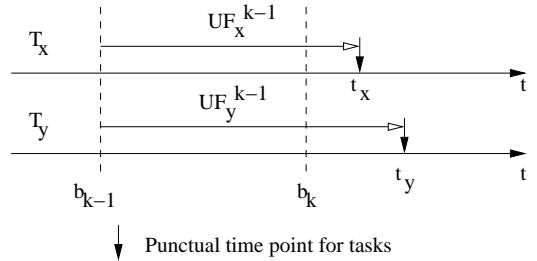 UF_x^{k-1}
T_x
t_x t
UF_y^{k-1}
T_y
t_y t
b_{k-1} b_k
Punctual time point for tasks